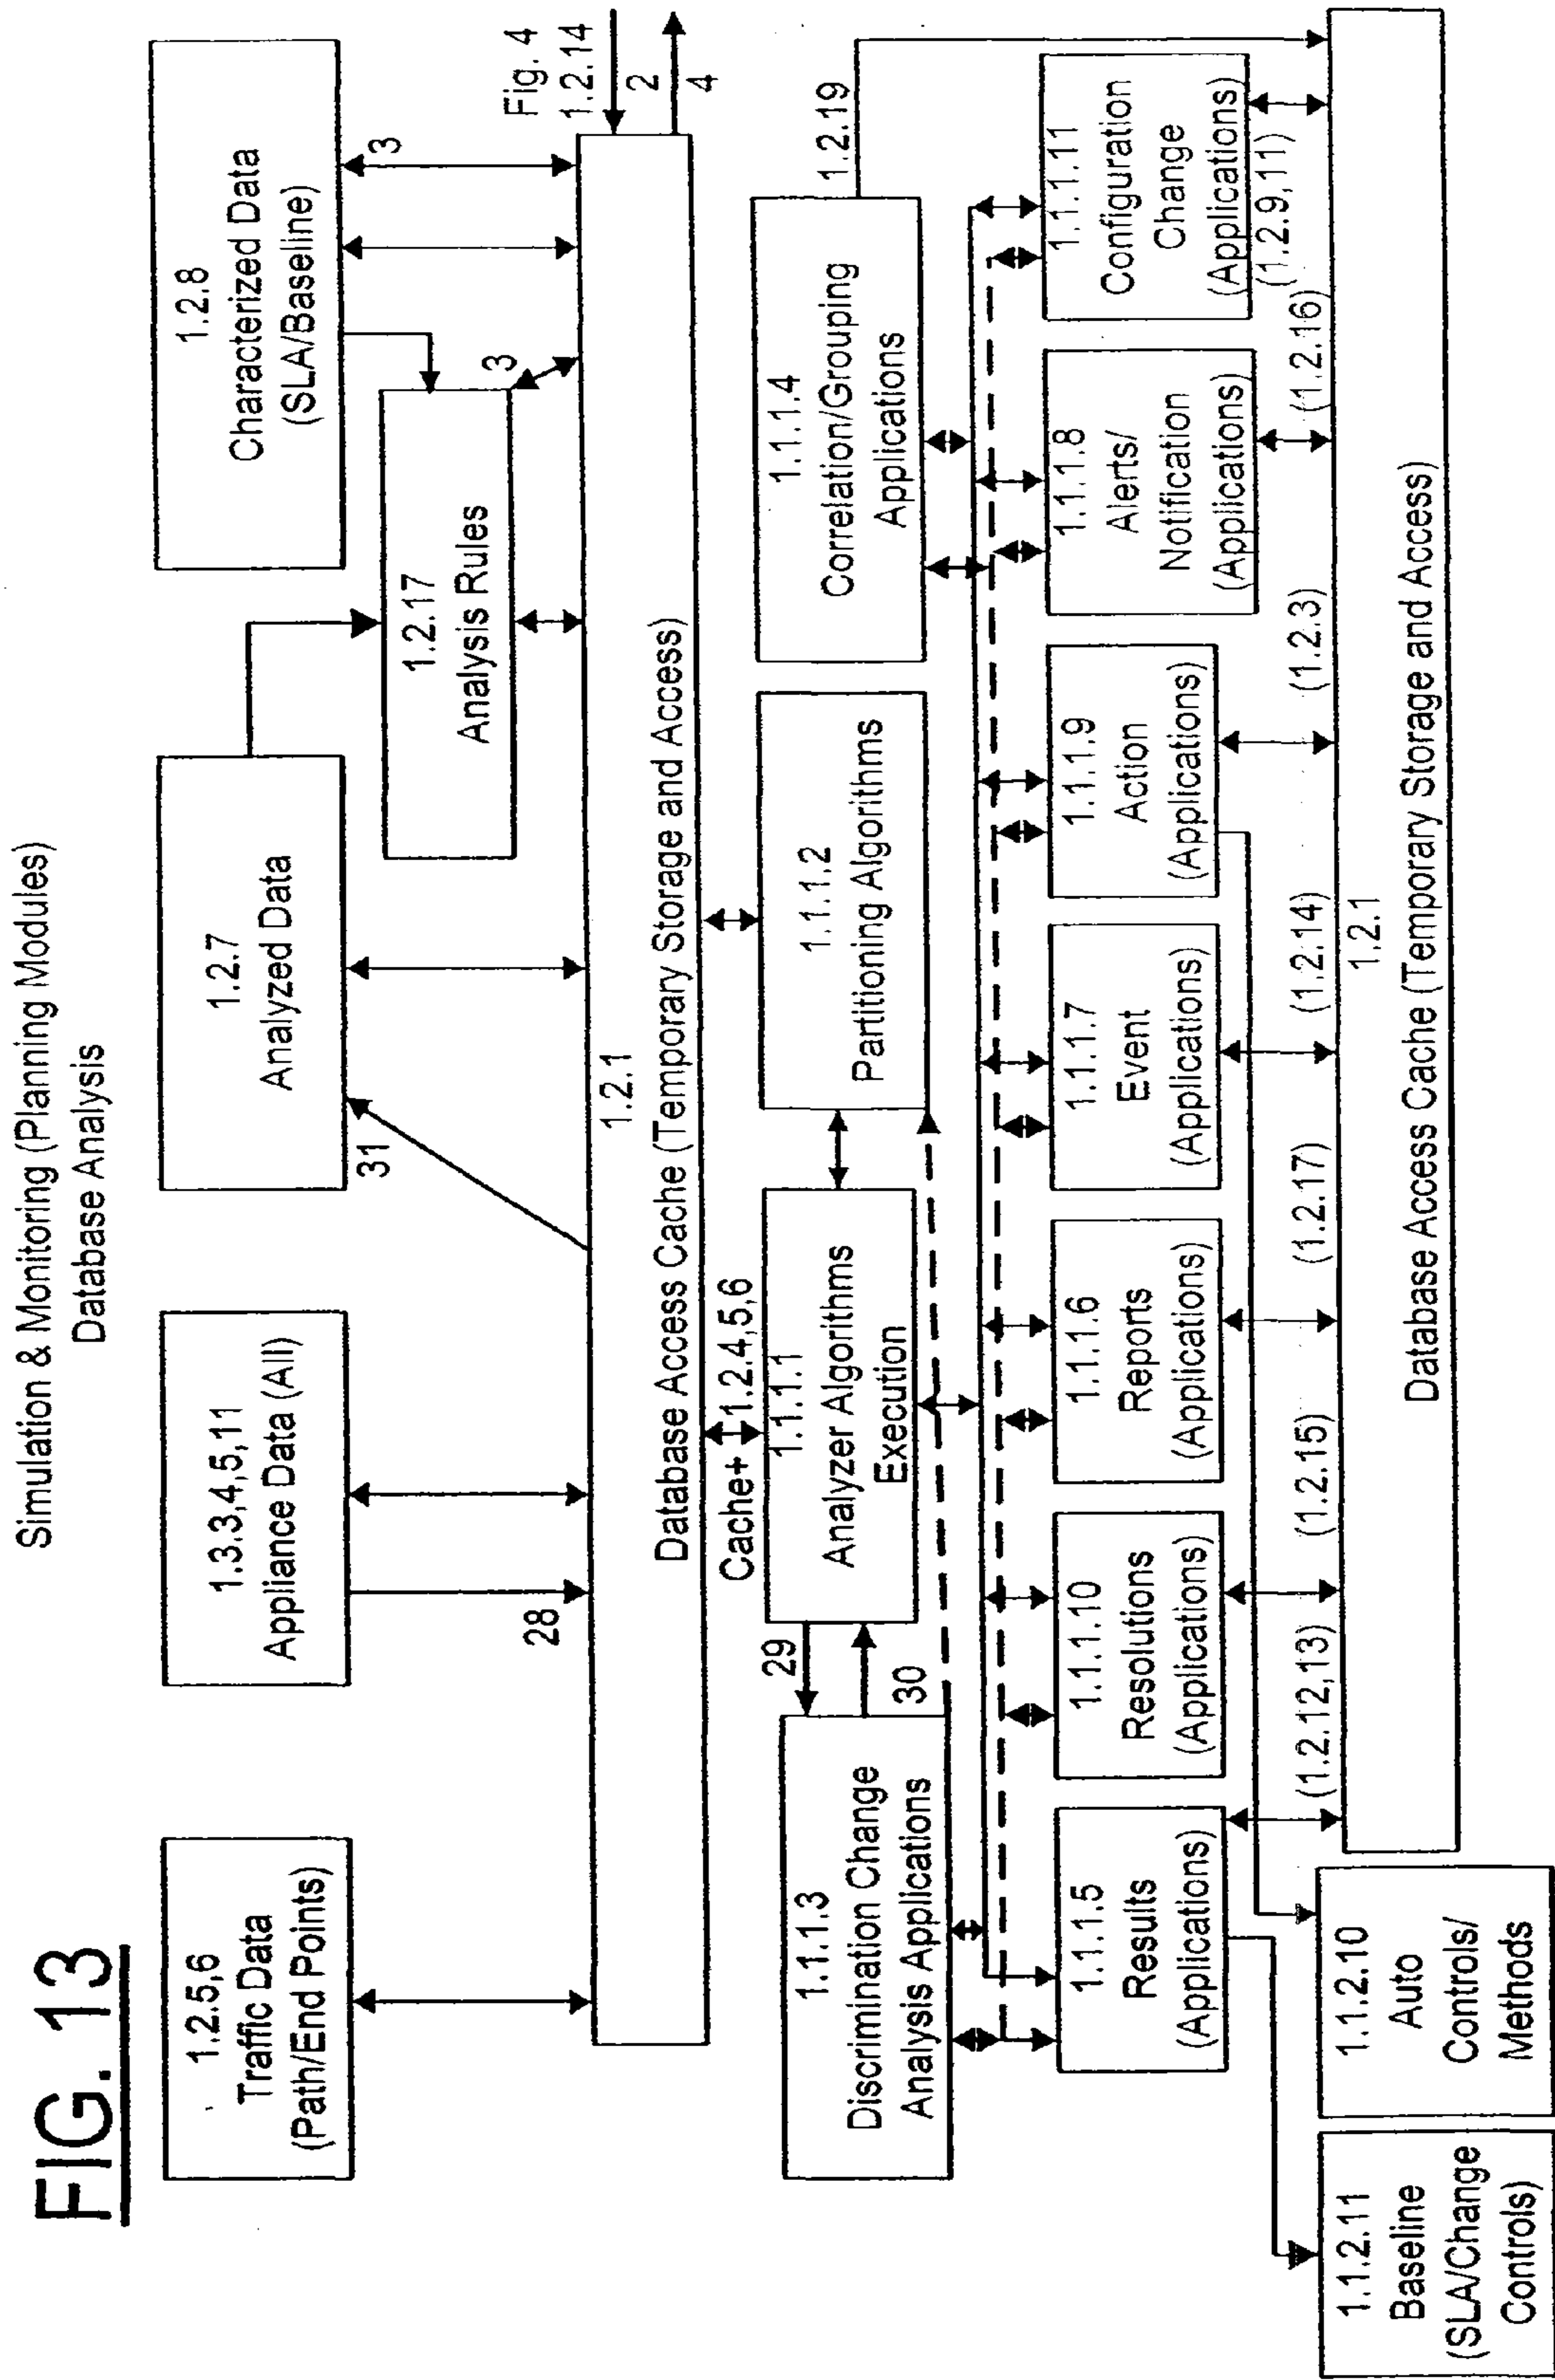 FIG. 13
Simulation & Monitoring (Planning Modules)
Database Analysis
1.2.5,6
Traffic Data
(Path/End Points)
1.3.3,4,5,11
Appliance Data (All)
1.2.7
Analyzed Data
1.2.8
Characterized Data
(SLA/Baseline)
1.2.17
Analysis Rules
28
31
3
3
Fig. 4
1.2.14
2
4
1.2.1
Database Access Cache (Temporary Storage and Access)
Cache+ 1.2.4,5,6
1.1.1.3
Discrimination Change
Analysis Applications
29
30
1.1.1.1
Analyzer Algorithms
Execution
1.1.1.2
Partitioning Algorithms
1.1.1.4
Correlation/Grouping
Applications
1.2.19
1.1.1.5
Results
(Applications)
1.1.1.10
Resolutions
(Applications)
1.1.1.6
Reports
(Applications)
1.1.1.7
Event
(Applications)
1.1.1.9
Action
(Applications)
1.1.1.8
Alerts/
Notification
(Applications)
1.1.1.11
Configuration
Change
(Applications)
(1.2.9,11)
(1.2.12,13)
(1.2.15)
(1.2.17)
(1.2.14)
(1.2.3)
(1.2.16)
1.2.1
Database Access Cache (Temporary Storage and Access)
1.1.2.11
Baseline
(SLA/Change
Controls)
1.1.2.10
Auto
Controls/
Methods